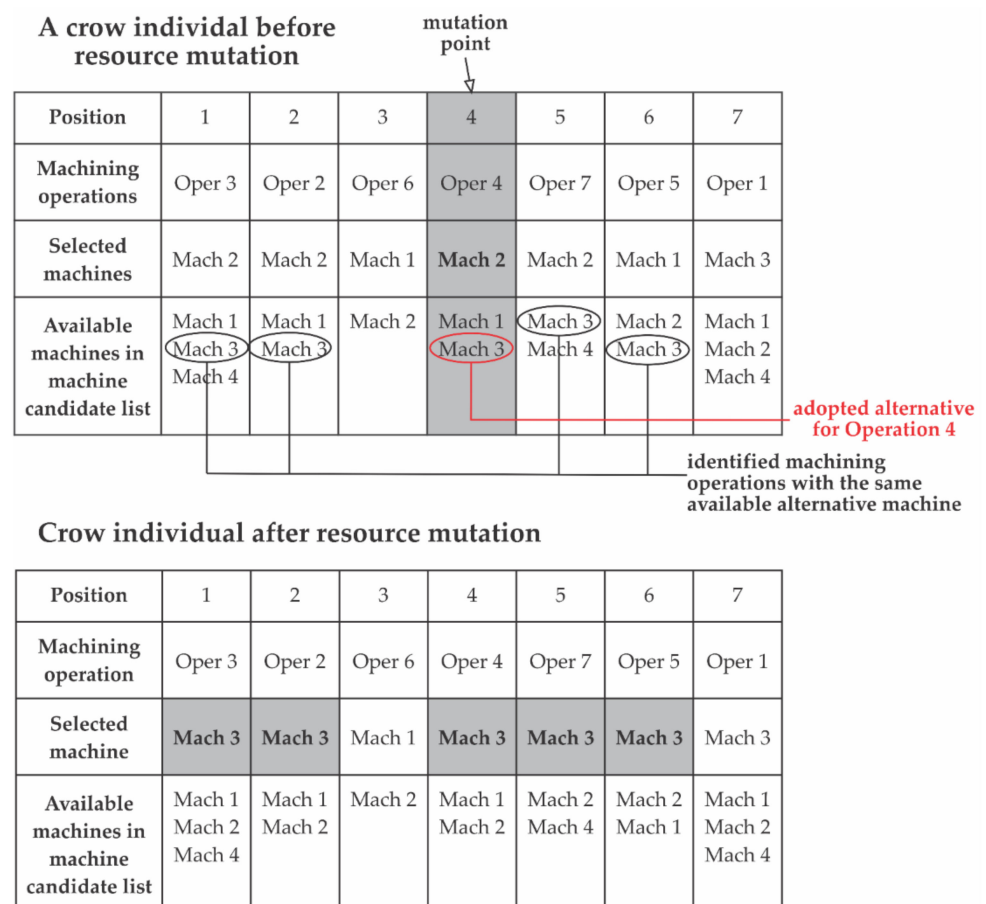 A crow individal before
resource mutation
mutation
point
Position 1 2 3 4 5 6 7
Machining
operations
Oper 3 Oper 2 Oper 6 Oper 4 Oper 7 Oper 5 Oper 1
Selected
machines
Mach 2 Mach 2 Mach 1 Mach 2 Mach 2 Mach 1 Mach 3
Available
machines in
machine
candidate list
Mach 1 Mach 1 Mach 2 Mach 1 Mach 3 Mach 2 Mach 1
Mach 3 Mach 3 Mach 3 Mach 4 Mach 3 Mach 2
Mach 4 Mach 4
adopted alternative
for Operation 4
identified machining
operations with the same
available alternative machine
Crow individual after resource mutation
Position 1 2 3 4 5 6 7
Machining
operation
Oper 3 Oper 2 Oper 6 Oper 4 Oper 7 Oper 5 Oper 1
Selected
machine
Mach 3 Mach 3 Mach 1 Mach 3 Mach 3 Mach 3 Mach 3
Available
machines in
machine
candidate list
Mach 1 Mach 1 Mach 2 Mach 1 Mach 2 Mach 2 Mach 1
Mach 2 Mach 2 Mach 2 Mach 4 Mach 1 Mach 2
Mach 4 Mach 4